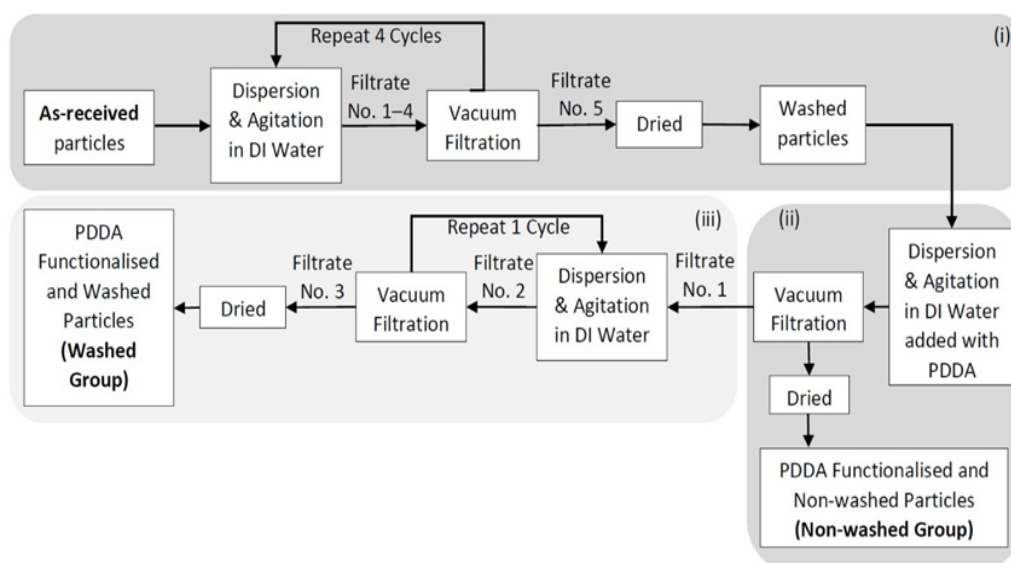 (i)
Repeat 4 Cycles
As-received
particles
Dispersion
& Agitation
in DI Water
Filtrate
No. 1–4
Vacuum
Filtration
Filtrate
No. 5
Dried
Washed
particles
(ii)
Dispersion
& Agitation
in DI Water
added with
PDDA
Vacuum
Filtration
Dried
PDDA Functionalised and
Non-washed Particles
(Non-washed Group)
(iii)
Filtrate
No. 1
Repeat 1 Cycle
Dispersion
& Agitation
in DI Water
Filtrate
No. 2
Vacuum
Filtration
Filtrate
No. 3
Dried
PDDA
Functionalised
and Washed
Particles
(Washed
Group)